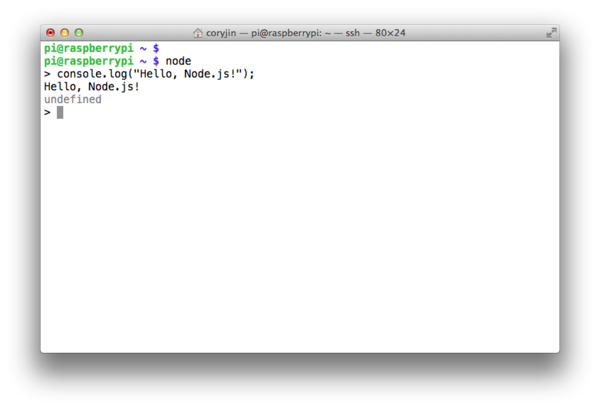 coryjin — pi@raspberrypi: ~ — ssh — 80×24
pi@raspberrypi ~ $
pi@raspberrypi ~ $ node
> console.log("Hello, Node.js!");
Hello, Node.js!
undefined
>